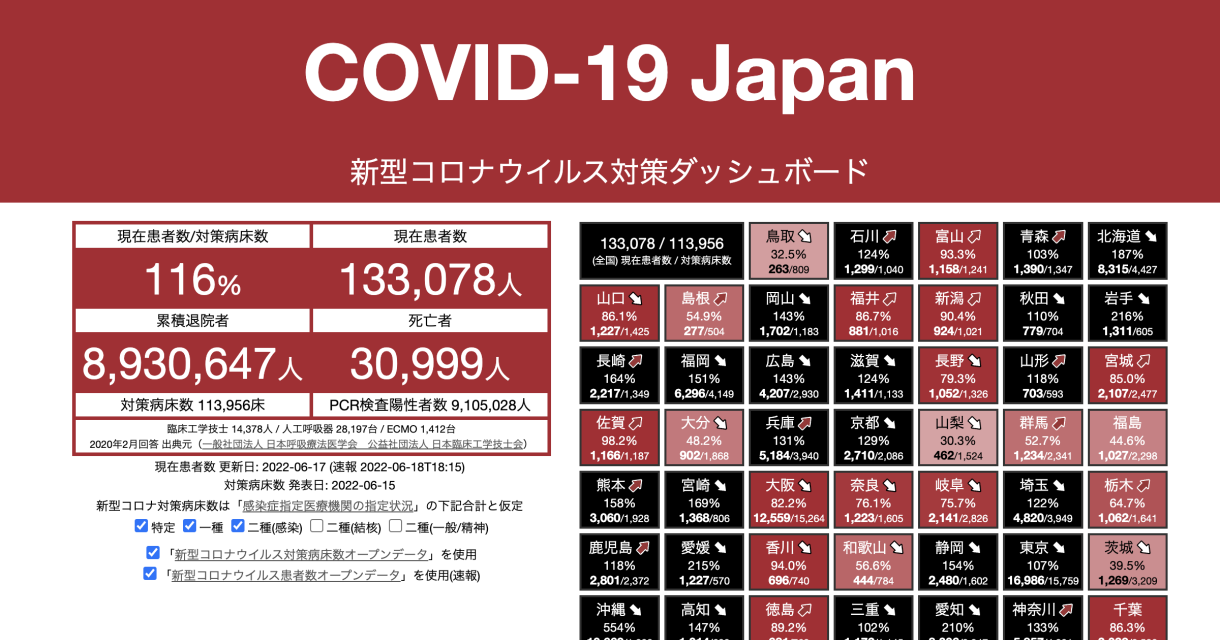 COVID-19 Japan
新型コロナウイルス対策ダッシュボード
現在患者数/対策病床数
現在患者数
116%
133,078人
累積退院者
死亡者
8,930,647人
30,999人
対策病床数 113,956床
PCR検査陽性者数 9,105,028人
臨床工学技士 14,378人 / 人工呼吸器 28,197台 / ECMO 1,412台
2020年2月回答 出典元（一般社団法人 日本呼吸療法医学会　公益社団法人 日本臨床工学技士会）
現在患者数 更新日: 2022-06-17 (速報 2022-06-18T18:15)
対策病床数 発表日: 2022-06-15
新型コロナ対策病床数は「感染症指定医療機関の指定状況」の下記合計と仮定
特定 一種 二種(感染) 二種(結核) 二種(一般/精神)
「新型コロナウイルス対策病床数オープンデータ」を使用
「新型コロナウイルス患者数オープンデータ」を使用(速報)
133,078 / 113,956
(全国) 現在患者数 / 対策病床数
鳥取
32.5%
263/809
石川
124%
1,299/1,040
富山
93.3%
1,158/1,241
青森
103%
1,390/1,347
北海道
187%
8,315/4,427
山口
86.1%
1,227/1,425
島根
54.9%
277/504
岡山
143%
1,702/1,183
福井
86.7%
881/1,016
新潟
90.4%
924/1,021
秋田
110%
779/704
岩手
216%
1,311/605
長崎
164%
2,217/1,349
福岡
151%
6,296/4,149
広島
143%
4,207/2,930
滋賀
124%
1,411/1,133
長野
79.3%
1,052/1,326
山形
118%
703/593
宮城
85.0%
2,107/2,477
佐賀
98.2%
1,166/1,187
大分
48.2%
902/1,868
兵庫
131%
5,184/3,940
京都
129%
2,710/2,086
山梨
30.3%
462/1,524
群馬
52.7%
1,234/2,341
福島
44.6%
1,027/2,298
熊本
158%
3,060/1,928
宮崎
169%
1,368/806
大阪
82.2%
12,559/15,264
奈良
76.1%
1,223/1,605
岐阜
75.7%
2,141/2,826
埼玉
122%
4,820/3,949
栃木
64.7%
1,062/1,641
鹿児島
118%
2,801/2,372
愛媛
215%
1,227/570
香川
94.0%
696/740
和歌山
56.6%
444/784
静岡
154%
2,480/1,602
東京
107%
16,986/15,759
茨城
39.5%
1,269/3,209
沖縄
554%
高知
147%
徳島
89.2%
三重
102%
愛知
210%
神奈川
133%
千葉
86.3%